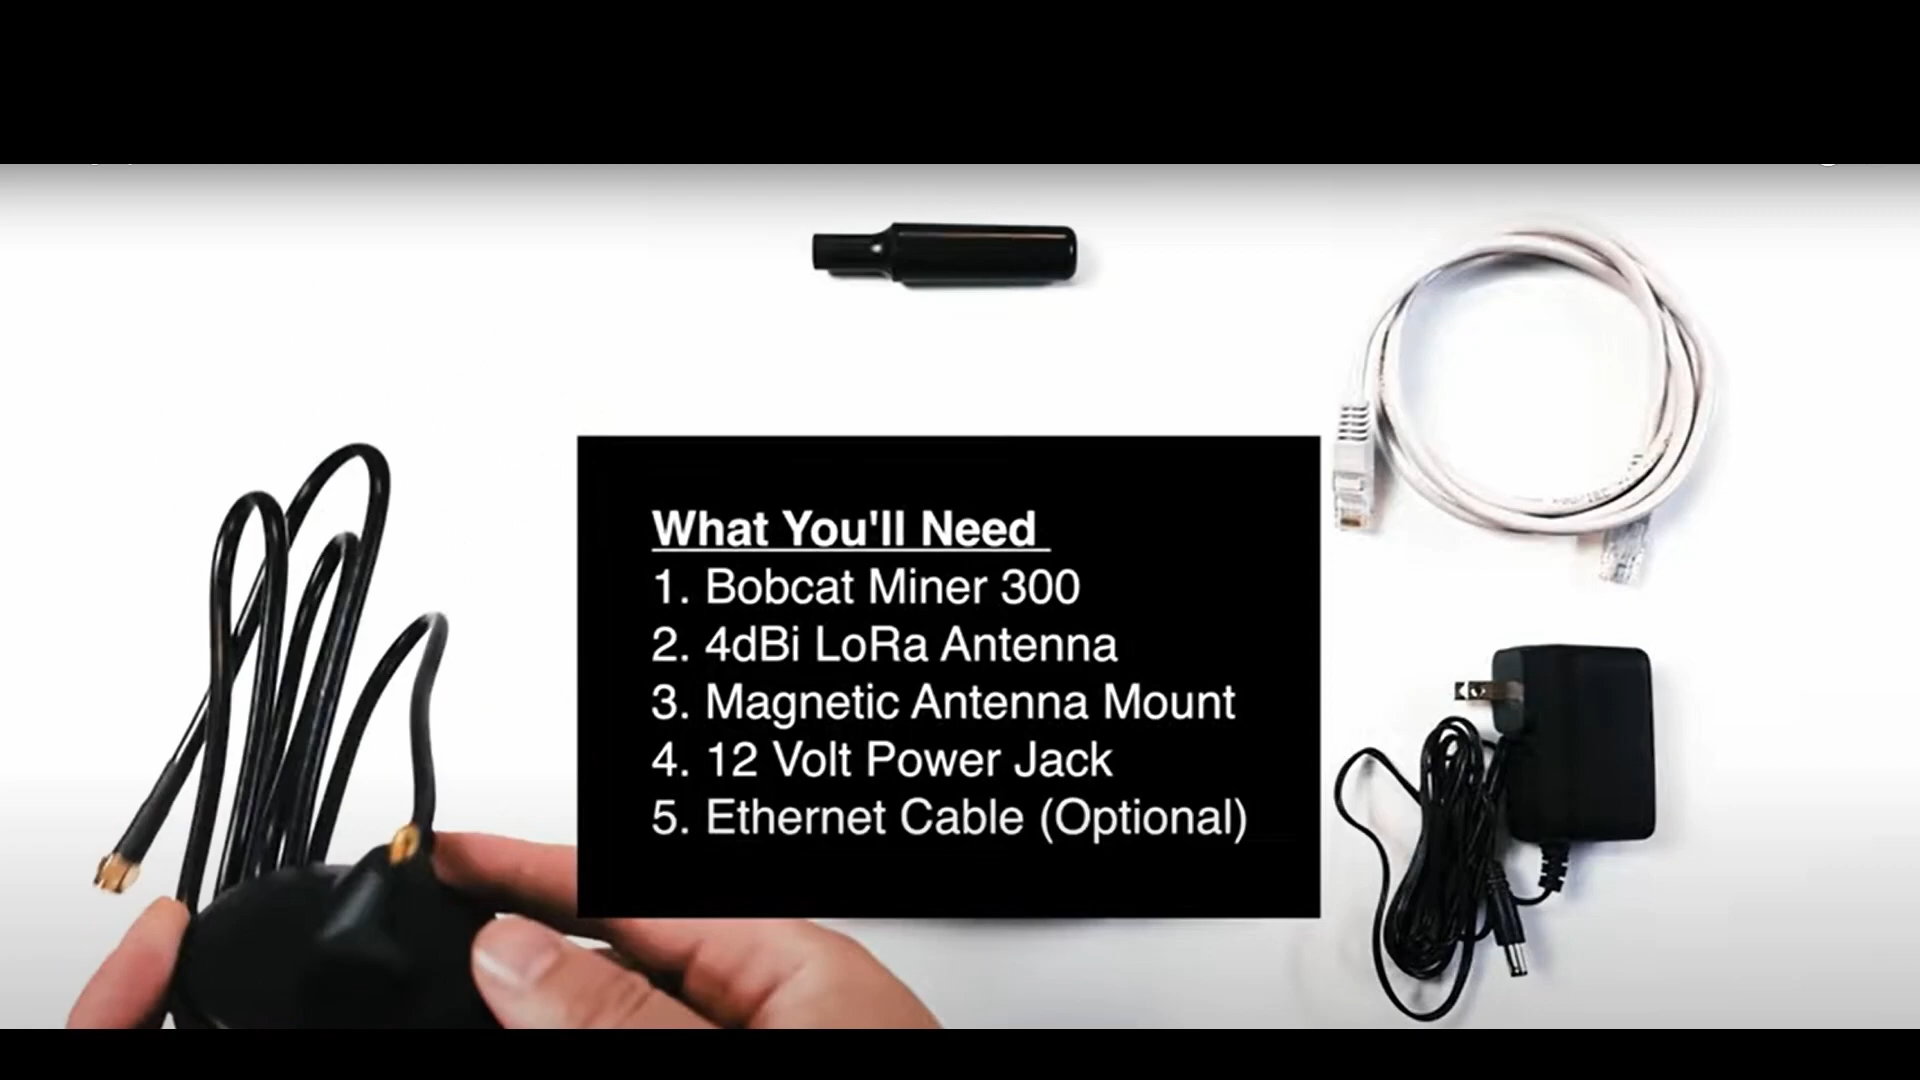 What You'll Need
1. Bobcat Miner 300
2. 4dBi LoRa Antenna
3. Magnetic Antenna Mount
4. 12 Volt Power Jack
5. Ethernet Cable (Optional)